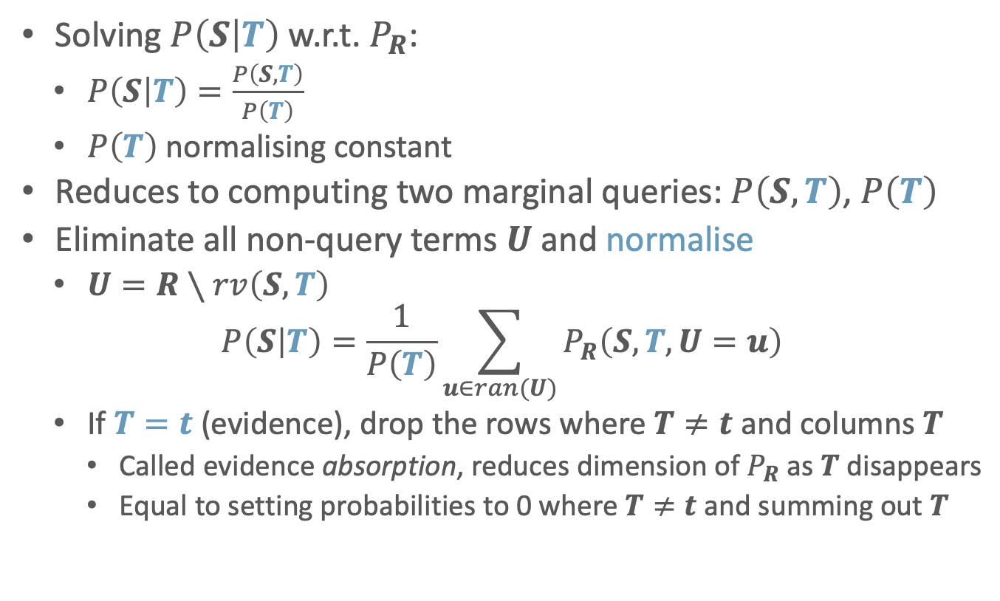 • Solving P(S|T) w.r.t. P_R:
• P(S|T) = P(S,T) / P(T)
• P(T) normalising constant
• Reduces to computing two marginal queries: P(S,T), P(T)
• Eliminate all non-query terms U and normalise
• U = R \ rv(S,T)
P(S|T) = 1/P(T) ∑_{u∈ran(U)} P_R(S,T,U = u)
• If T = t (evidence), drop the rows where T ≠ t and columns T
• Called evidence absorption, reduces dimension of P_R as T disappears
• Equal to setting probabilities to 0 where T ≠ t and summing out T